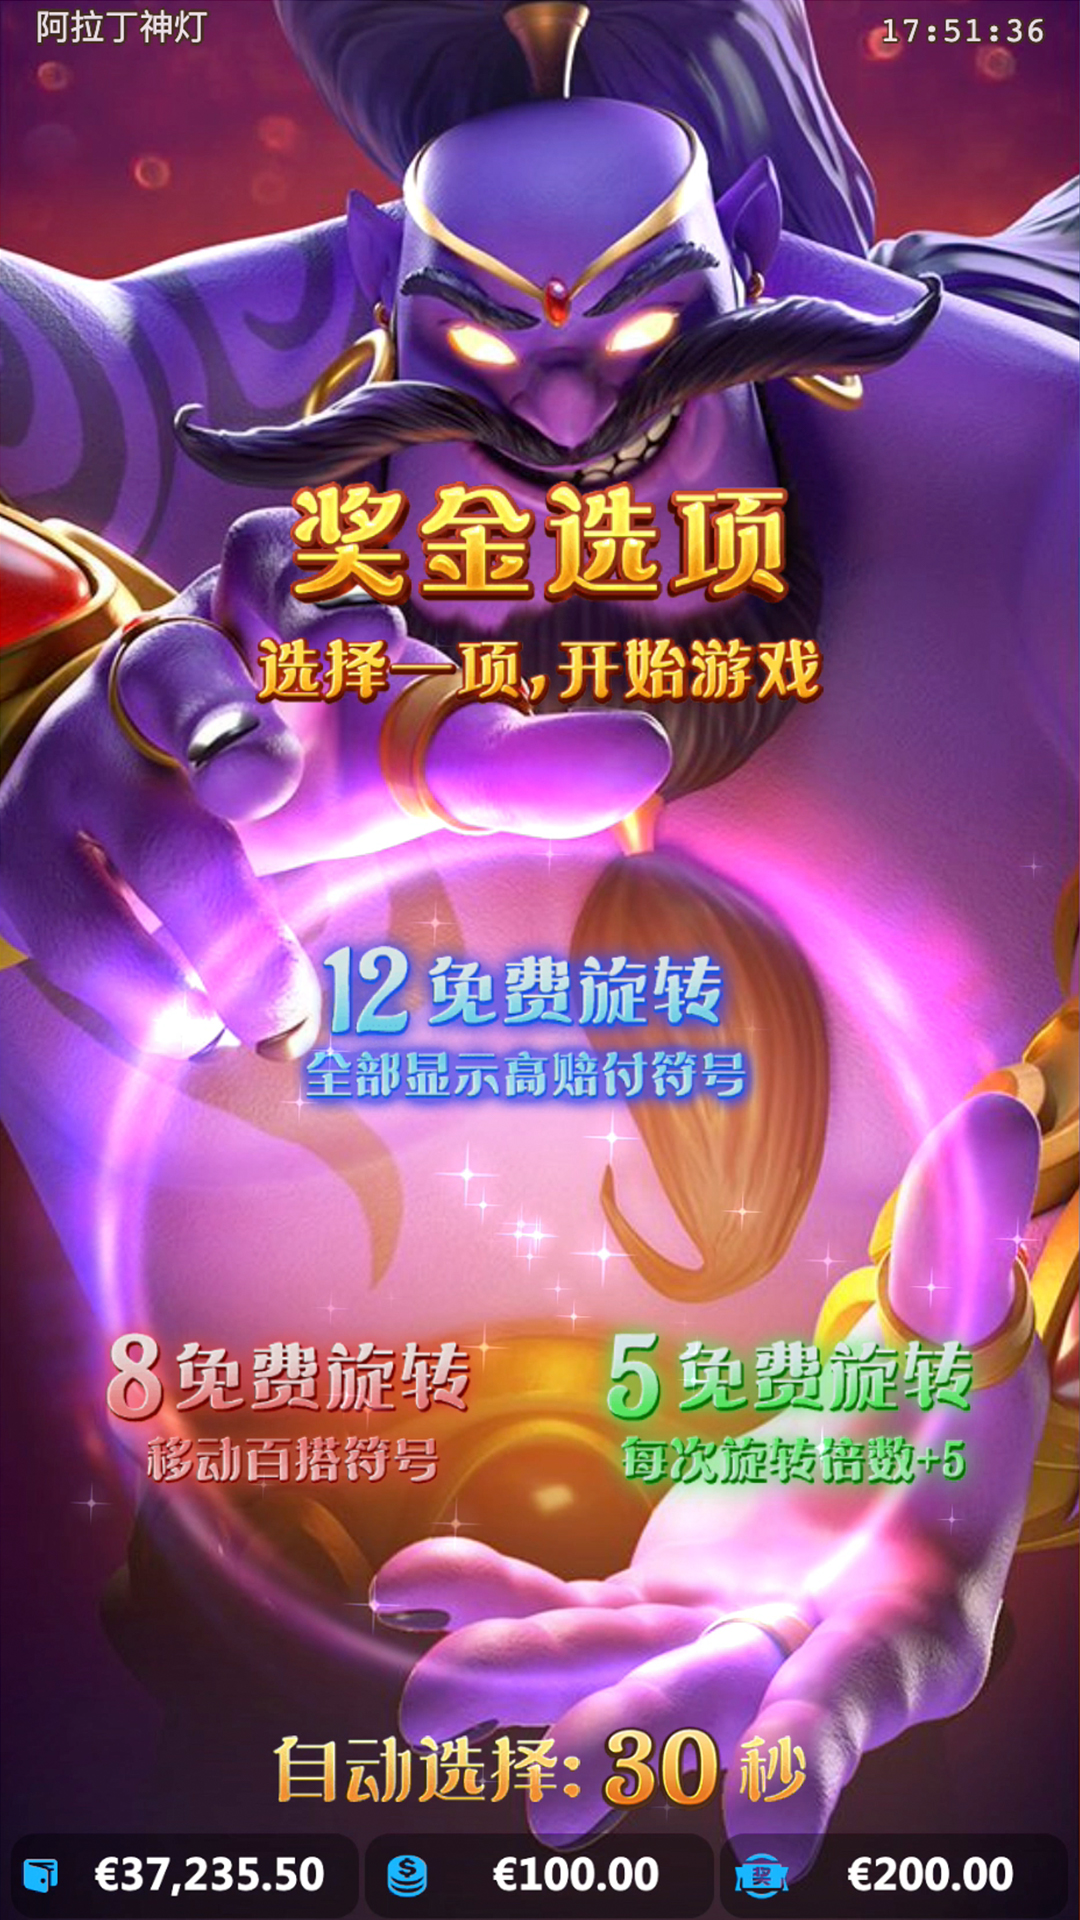 阿拉丁神灯
17:51:36
奖金选项
选择一项,开始游戏
12 免费旋转
全部显示高赔付符号
8 免费旋转
移动百搭符号
5 免费旋转
每次旋转倍数+5
自动选择: 30 秒
€37,235.50
€100.00
奖
€200.00